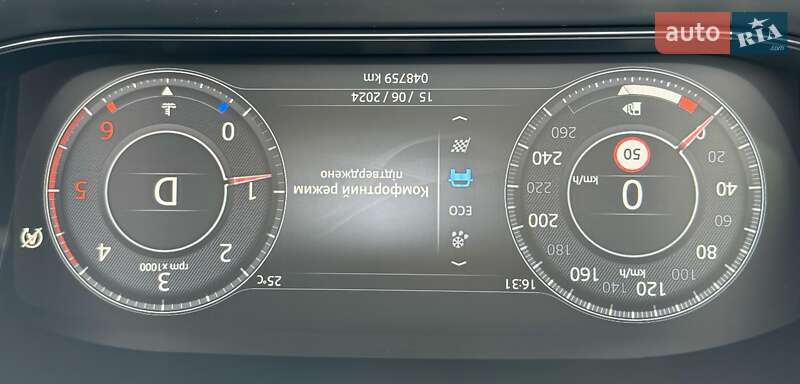 auto RIA.com
16:31
25°C
120
100
140
80
160
km/h
60
180
40
200
20
220
0
240
260
0
km/h
50
ECO
Комфортний режим
підтверджено
15 / 06 / 2024
048759 km
3
rpm x1000
2
4
1
5
0
6
D